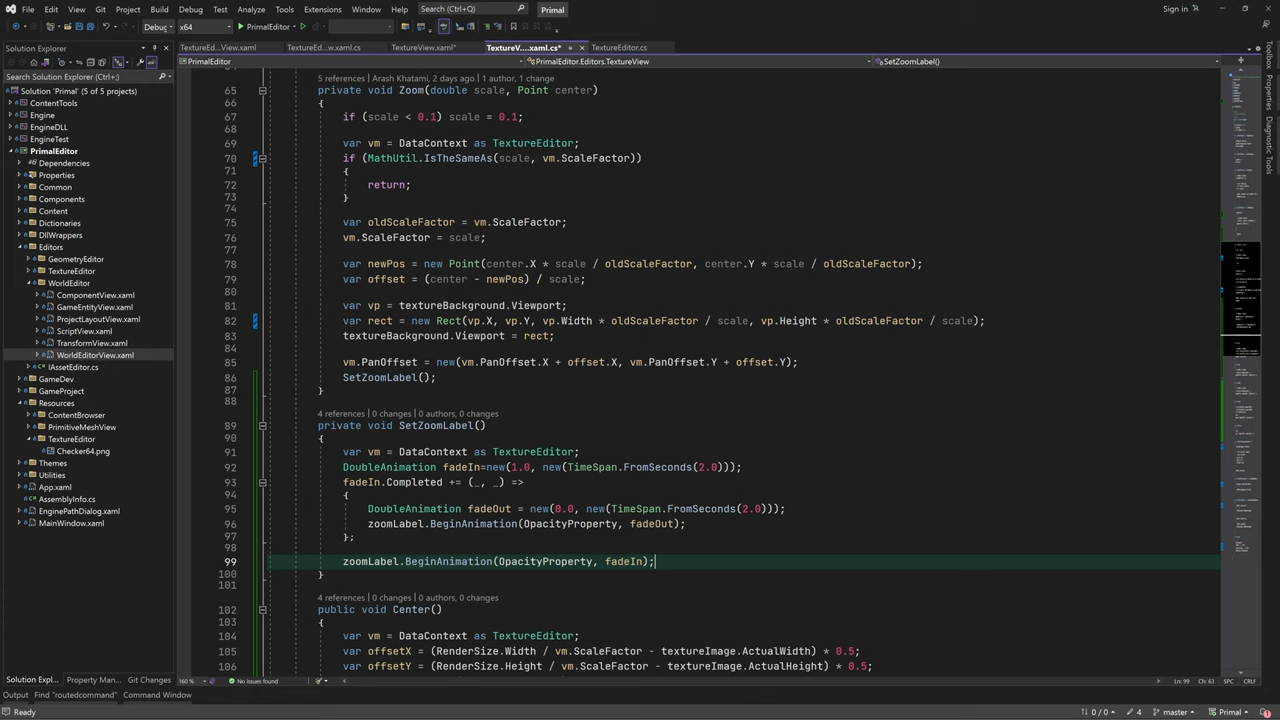 File Edit View Git Project Build Debug Test Analyze Tools Extensions Window Help Search (Ctrl+Q) Primal Sign in
Debug x64 PrimalEditor
Solution Explorer
TextureEd...View.xaml TextureEd...w.xaml.cs TextureView* TextureV....xaml.cs* TextureEditor.cs
PrimalEditor PrimalEditor.Editors.TextureView SetZoomLabel()
Search Solution Explorer (Ctrl+;)
Solution 'Primal' (5 of 5 projects)
ContentTools
Engine
EngineDLL
EngineTest
PrimalEditor
Dependencies
Properties
Common
Components
Content
Dictionaries
DllWrappers
Editors
GeometryEditor
TextureEditor
WorldEditor
ComponentView.xaml
GameEntityView.xaml
ProjectLayoutView.xaml
ScriptView.xaml
TransformView.xaml
WorldEditorView.xaml
IAssetEditor.cs
GameDev
GameProject
Resources
ContentBrowser
PrimitiveMeshView
TextureEditor
Checker64.png
Themes
Utilities
App.xaml
AssemblyInfo.cs
EnginePathDialog.xaml
MainWindow.xaml
5 references | Arash Khatami, 2 days ago | 1 author, 1 change
65 private void Zoom(double scale, Point center)
66 {
67 if (scale < 0.1) scale = 0.1;
68
69 var vm = DataContext as TextureEditor;
70 if (MathUtil.IsTheSameAs(scale, vm.ScaleFactor))
71 {
72 return;
73 }
74
75 var oldScaleFactor = vm.ScaleFactor;
76 vm.ScaleFactor = scale;
77
78 var newPos = new Point(center.X * scale / oldScaleFactor, center.Y * scale / oldScaleFactor);
79 var offset = (center - newPos) / scale;
80
81 var vp = textureBackground.Viewport;
82 var rect = new Rect(vp.X, vp.Y, vp.Width * oldScaleFactor / scale, vp.Height * oldScaleFactor / scale);
83 textureBackground.Viewport = rect;
84
85 vm.PanOffset = new(vm.PanOffset.X + offset.X, vm.PanOffset.Y + offset.Y);
86 SetZoomLabel();
87 }
88
4 references | 0 changes | 0 authors, 0 changes
89 private void SetZoomLabel()
90 {
91 var vm = DataContext as TextureEditor;
92 DoubleAnimation fadeIn=new(1.0, new(TimeSpan.FromSeconds(2.0)));
93 fadeIn.Completed += (_, _) =>
94 {
95 DoubleAnimation fadeOut = new(0.0, new(TimeSpan.FromSeconds(2.0)));
96 zoomLabel.BeginAnimation(OpacityProperty, fadeOut);
97 };
98
99 zoomLabel.BeginAnimation(OpacityProperty, fadeIn);
100 }
101
4 references | 0 changes | 0 authors, 0 changes
102 public void Center()
103 {
104 var vm = DataContext as TextureEditor;
105 var offsetX = (RenderSize.Width / vm.ScaleFactor - textureImage.ActualWidth) * 0.5;
106 var offsetY = (RenderSize.Height / vm.ScaleFactor - textureImage.ActualHeight) * 0.5;
Toolbox
Properties
Diagnostic Tools
Solution Expl... Property Man... Git Changes
160 % No issues found Ln: 99 Ch: 63 SPC CRLF
Output Find "routedcommand" Command Window
Ready 0 / 0 4 master Primal 1